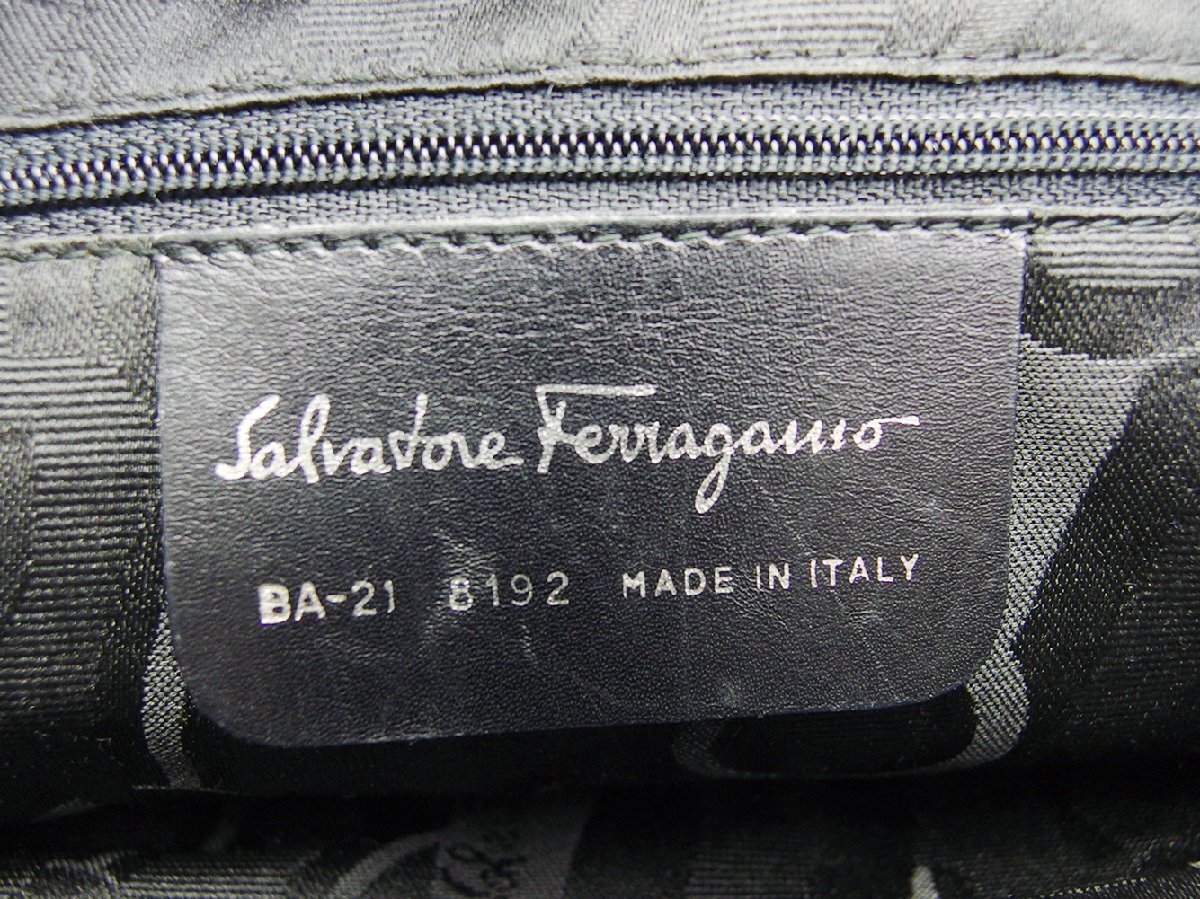 Salvatore Ferragamo
BA-21 8192 MADE IN ITALY